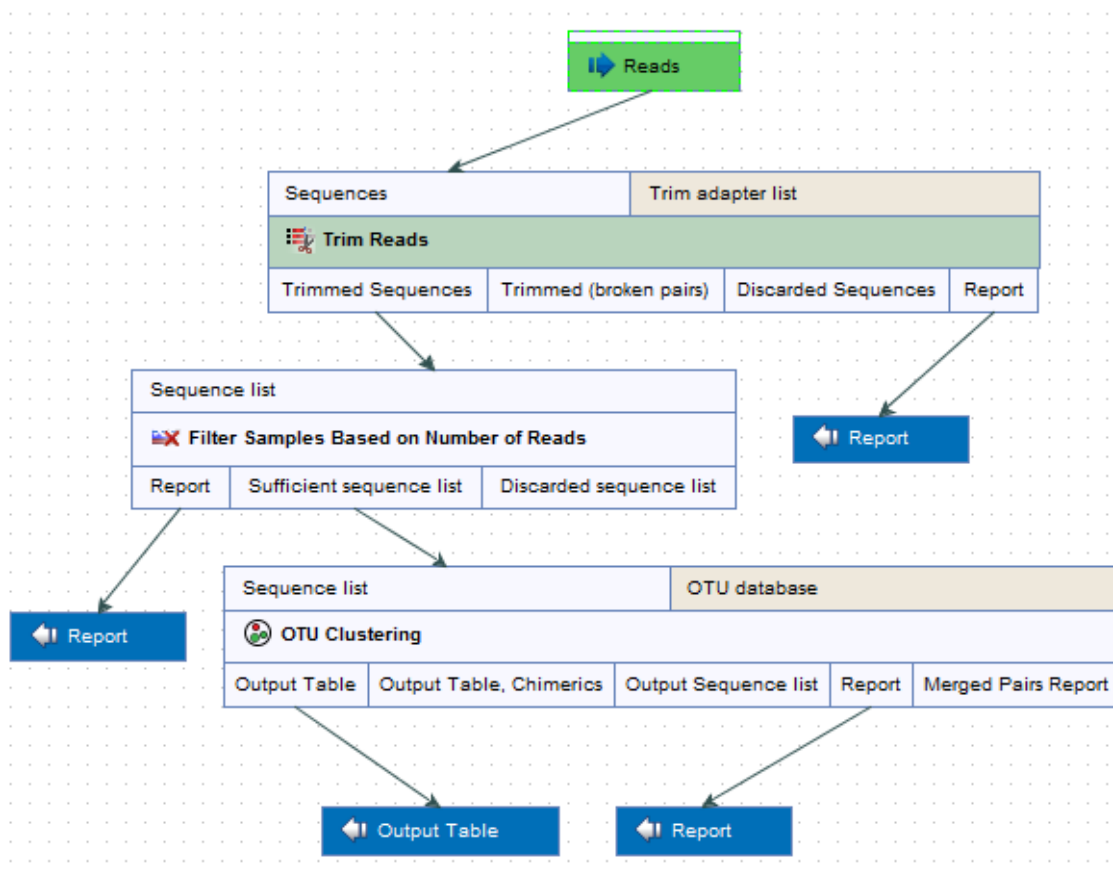 Reads
Sequences Trim adapter list
Trim Reads
Trimmed Sequences Trimmed (broken pairs) Discarded Sequences Report
Sequence list
Filter Samples Based on Number of Reads
Report
Report Sufficient sequence list Discarded sequence list
Sequence list OTU database
OTU Clustering
Report
Output Table Output Table, Chimerics Output Sequence list Report Merged Pairs Report
Output Table Report